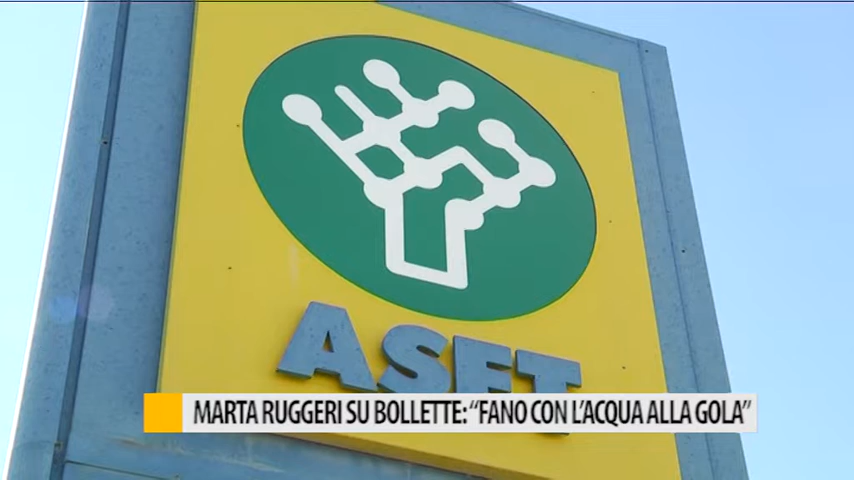 ASET
MARTA RUGGERI SU BOLLETTE: “FANO CON L’ACQUA ALLA GOLA”